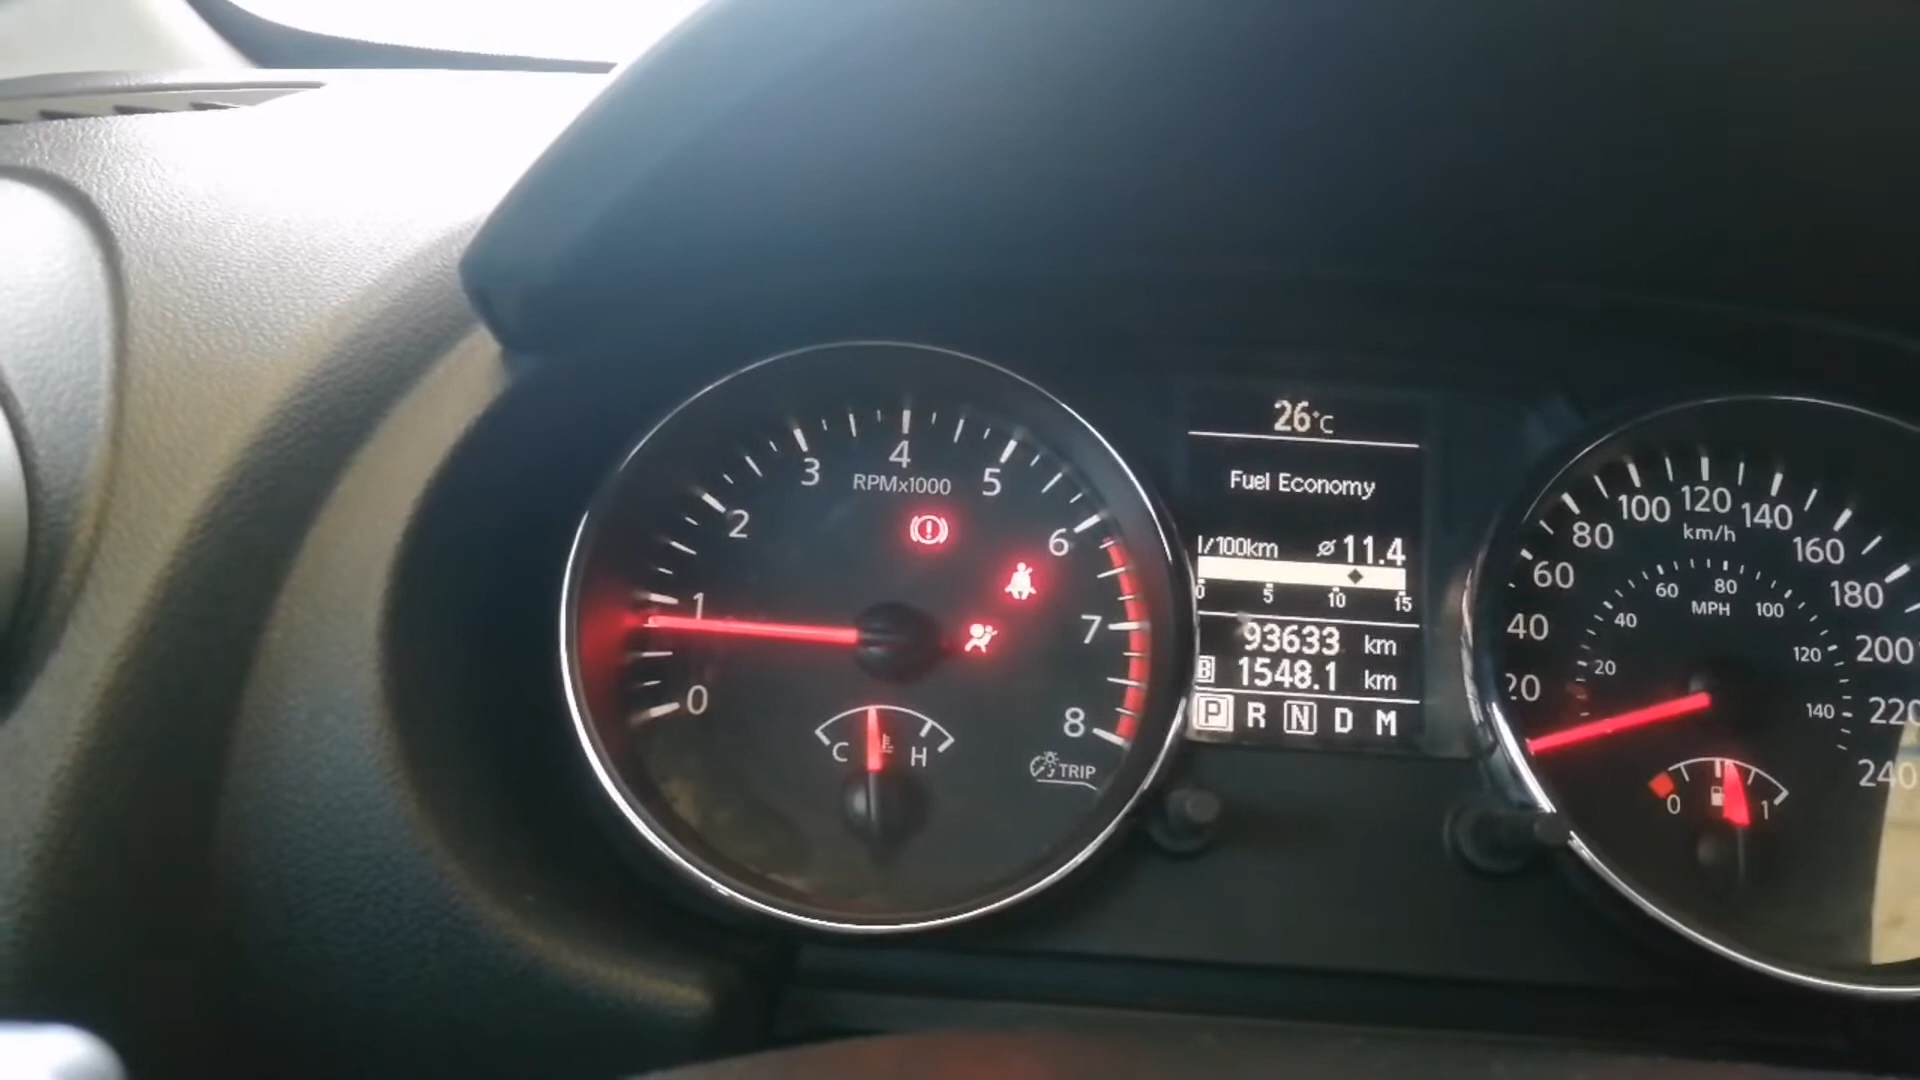 0
1
2
3
4
5
6
7
8
RPMx1000
C H
TRIP
26°C
Fuel Economy
l/100km ⌀11.4
0 5 10 15
93633 km
B 1548.1 km
P R N D M
20
40
60
80
100
120
140
160
180
200
220
240
km/h
20
40
60
80
100
120
140
MPH
0 1